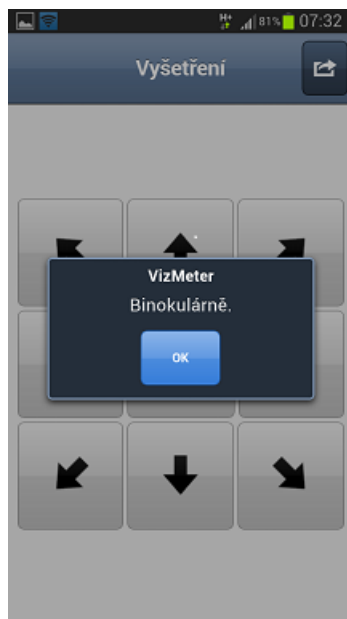 H+ 81% 07:32
Vyšetření
VizMeter
Binokulárně.
OK